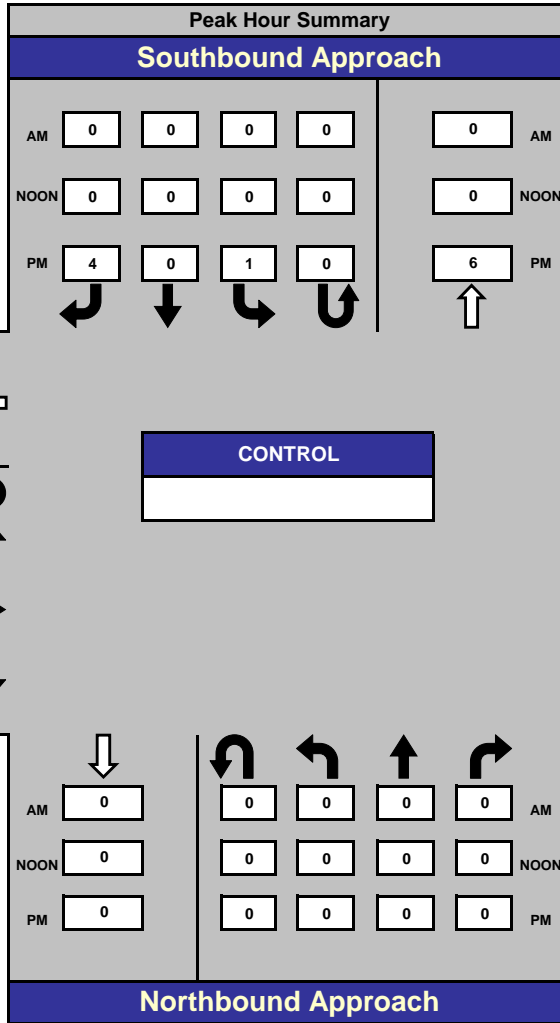 Peak Hour Summary
Southbound Approach
AM 0 0 0 0 0 AM
NOON 0 0 0 0 0 NOON
PM 4 0 1 0 6 PM
CONTROL
AM 0 0 0 0 0 AM
NOON 0 0 0 0 0 NOON
PM 0 0 0 0 0 PM
Northbound Approach